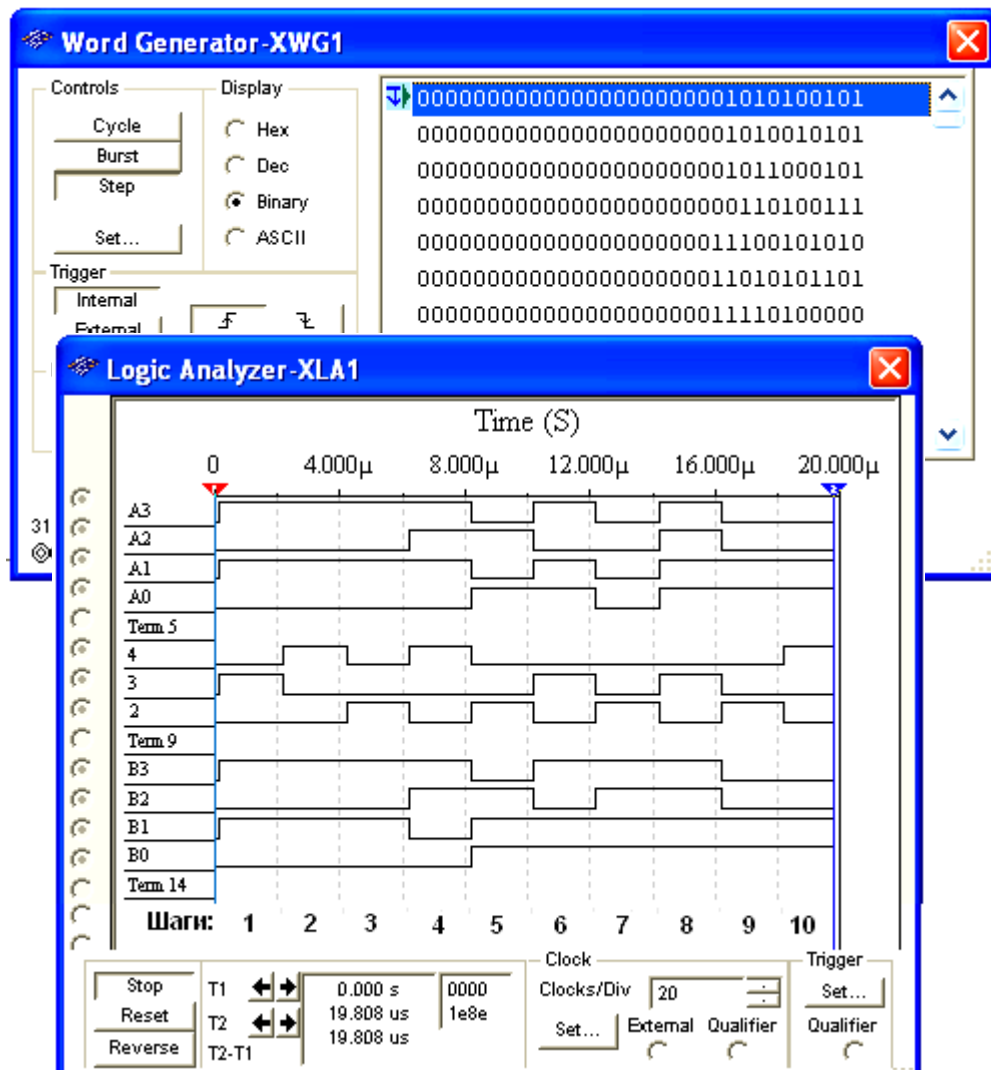 Word Generator-XWG1
Controls
Cycle
Burst
Step
Set...
Display
Hex
Dec
Binary
ASCII
00000000000000000000001010100101
00000000000000000000001010010101
00000000000000000000001011000101
00000000000000000000000110100111
00000000000000000000011100101010
00000000000000000000011010101101
00000000000000000000011110100000
Trigger
Internal
External
31
Logic Analyzer-XLA1
Time (S)
0 4.000µ 8.000µ 12.000µ 16.000µ 20.000µ
A3
A2
A1
A0
Term 5
4
3
2
Term 9
B3
B2
B1
B0
Term 14
Шаги: 1 2 3 4 5 6 7 8 9 10
Stop
Reset
Reverse
T1
T2
T2-T1
0.000 s
19.808 us
19.808 us
0000
1e8e
Clock
Clocks/Div 20
Set... External Qualifier
Trigger
Set...
Qualifier